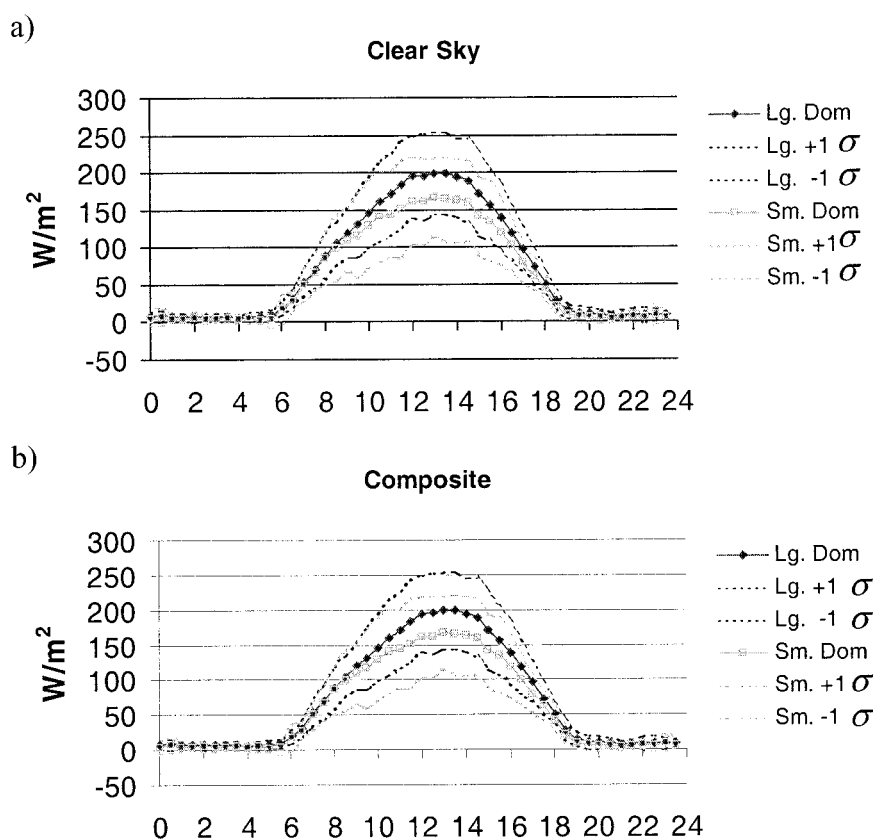 a)
Clear Sky
300
250
200
150
100
50
0
-50
W/m²
0 2 4 6 8 10 12 14 16 18 20 22 24
Lg. Dom
Lg. +1 σ
Lg. -1 σ
Sm. Dom
Sm. +1 σ
Sm. -1 σ
b)
Composite
300
250
200
150
100
50
0
-50
W/m²
0 2 4 6 8 10 12 14 16 18 20 22 24
Lg. Dom
Lg. +1 σ
Lg. -1 σ
Sm. Dom
Sm. +1 σ
Sm. -1 σ